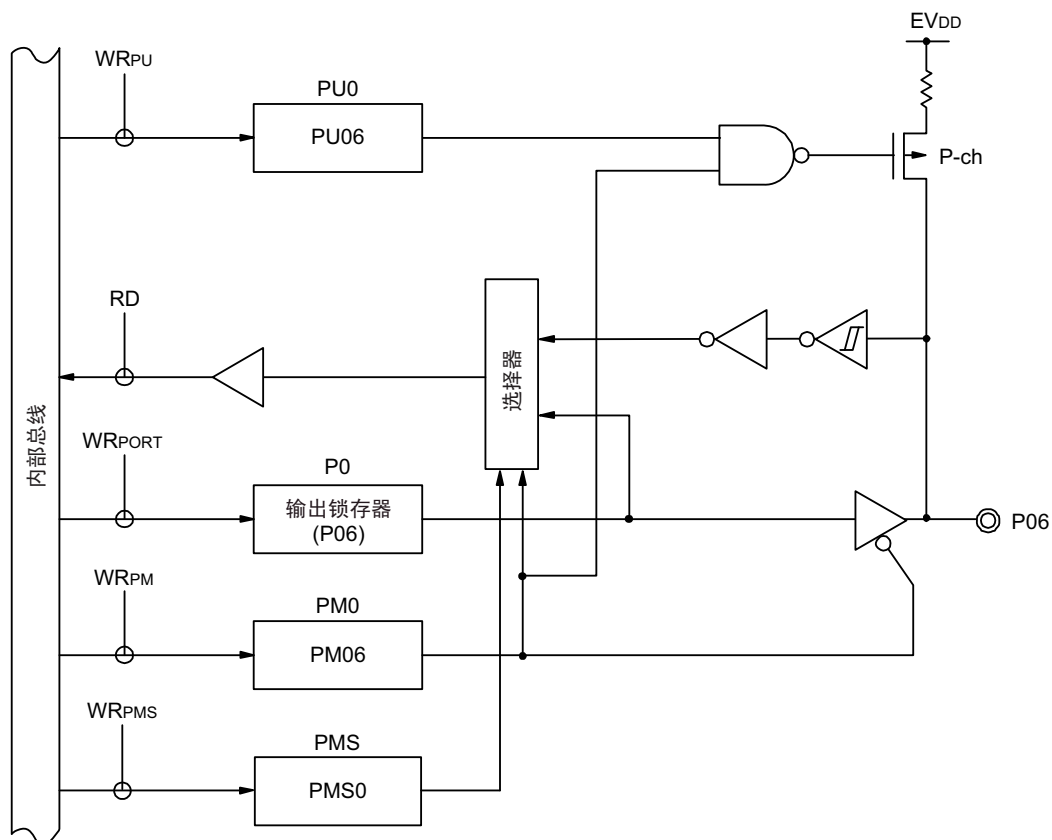 EVDD
WRPU
PU0
PU06
P-ch
RD
选择器
内部总线
WRPORT
P0
输出锁存器
(P06)
P06
WRPM
PM0
PM06
WRPMS
PMS
PMS0